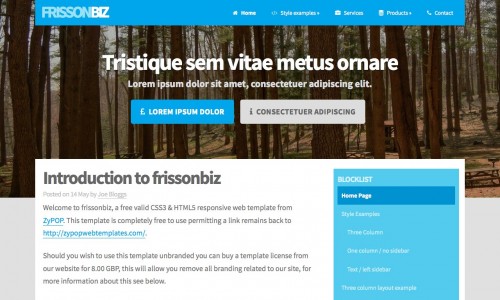 FRISSONBIZ
Home Style examples » Services Products » Contact
Tristique sem vitae metus ornare
Lorem ipsum dolor sit amet, consectetuer adipiscing elit.
£ LOREM IPSUM DOLOR i CONSECTETUER ADIPISCING
Introduction to frissonbiz
Posted on 14 May by Joe Bloggs
Welcome to frissonbiz, a free valid CSS3 & HTML5 responsive web template from
ZyPOP. This template is completely free to use permitting a link remains back to
http://zypopwebtemplates.com/.
Should you wish to use this template unbranded you can buy a template license from
our website for 8.00 GBP, this will allow you remove all branding related to our site, for
more information about this see below.
BLOCKLIST
Home Page
Style Examples
Three Column
One column / no sidebar
Text / left sidebar
Three column layout example